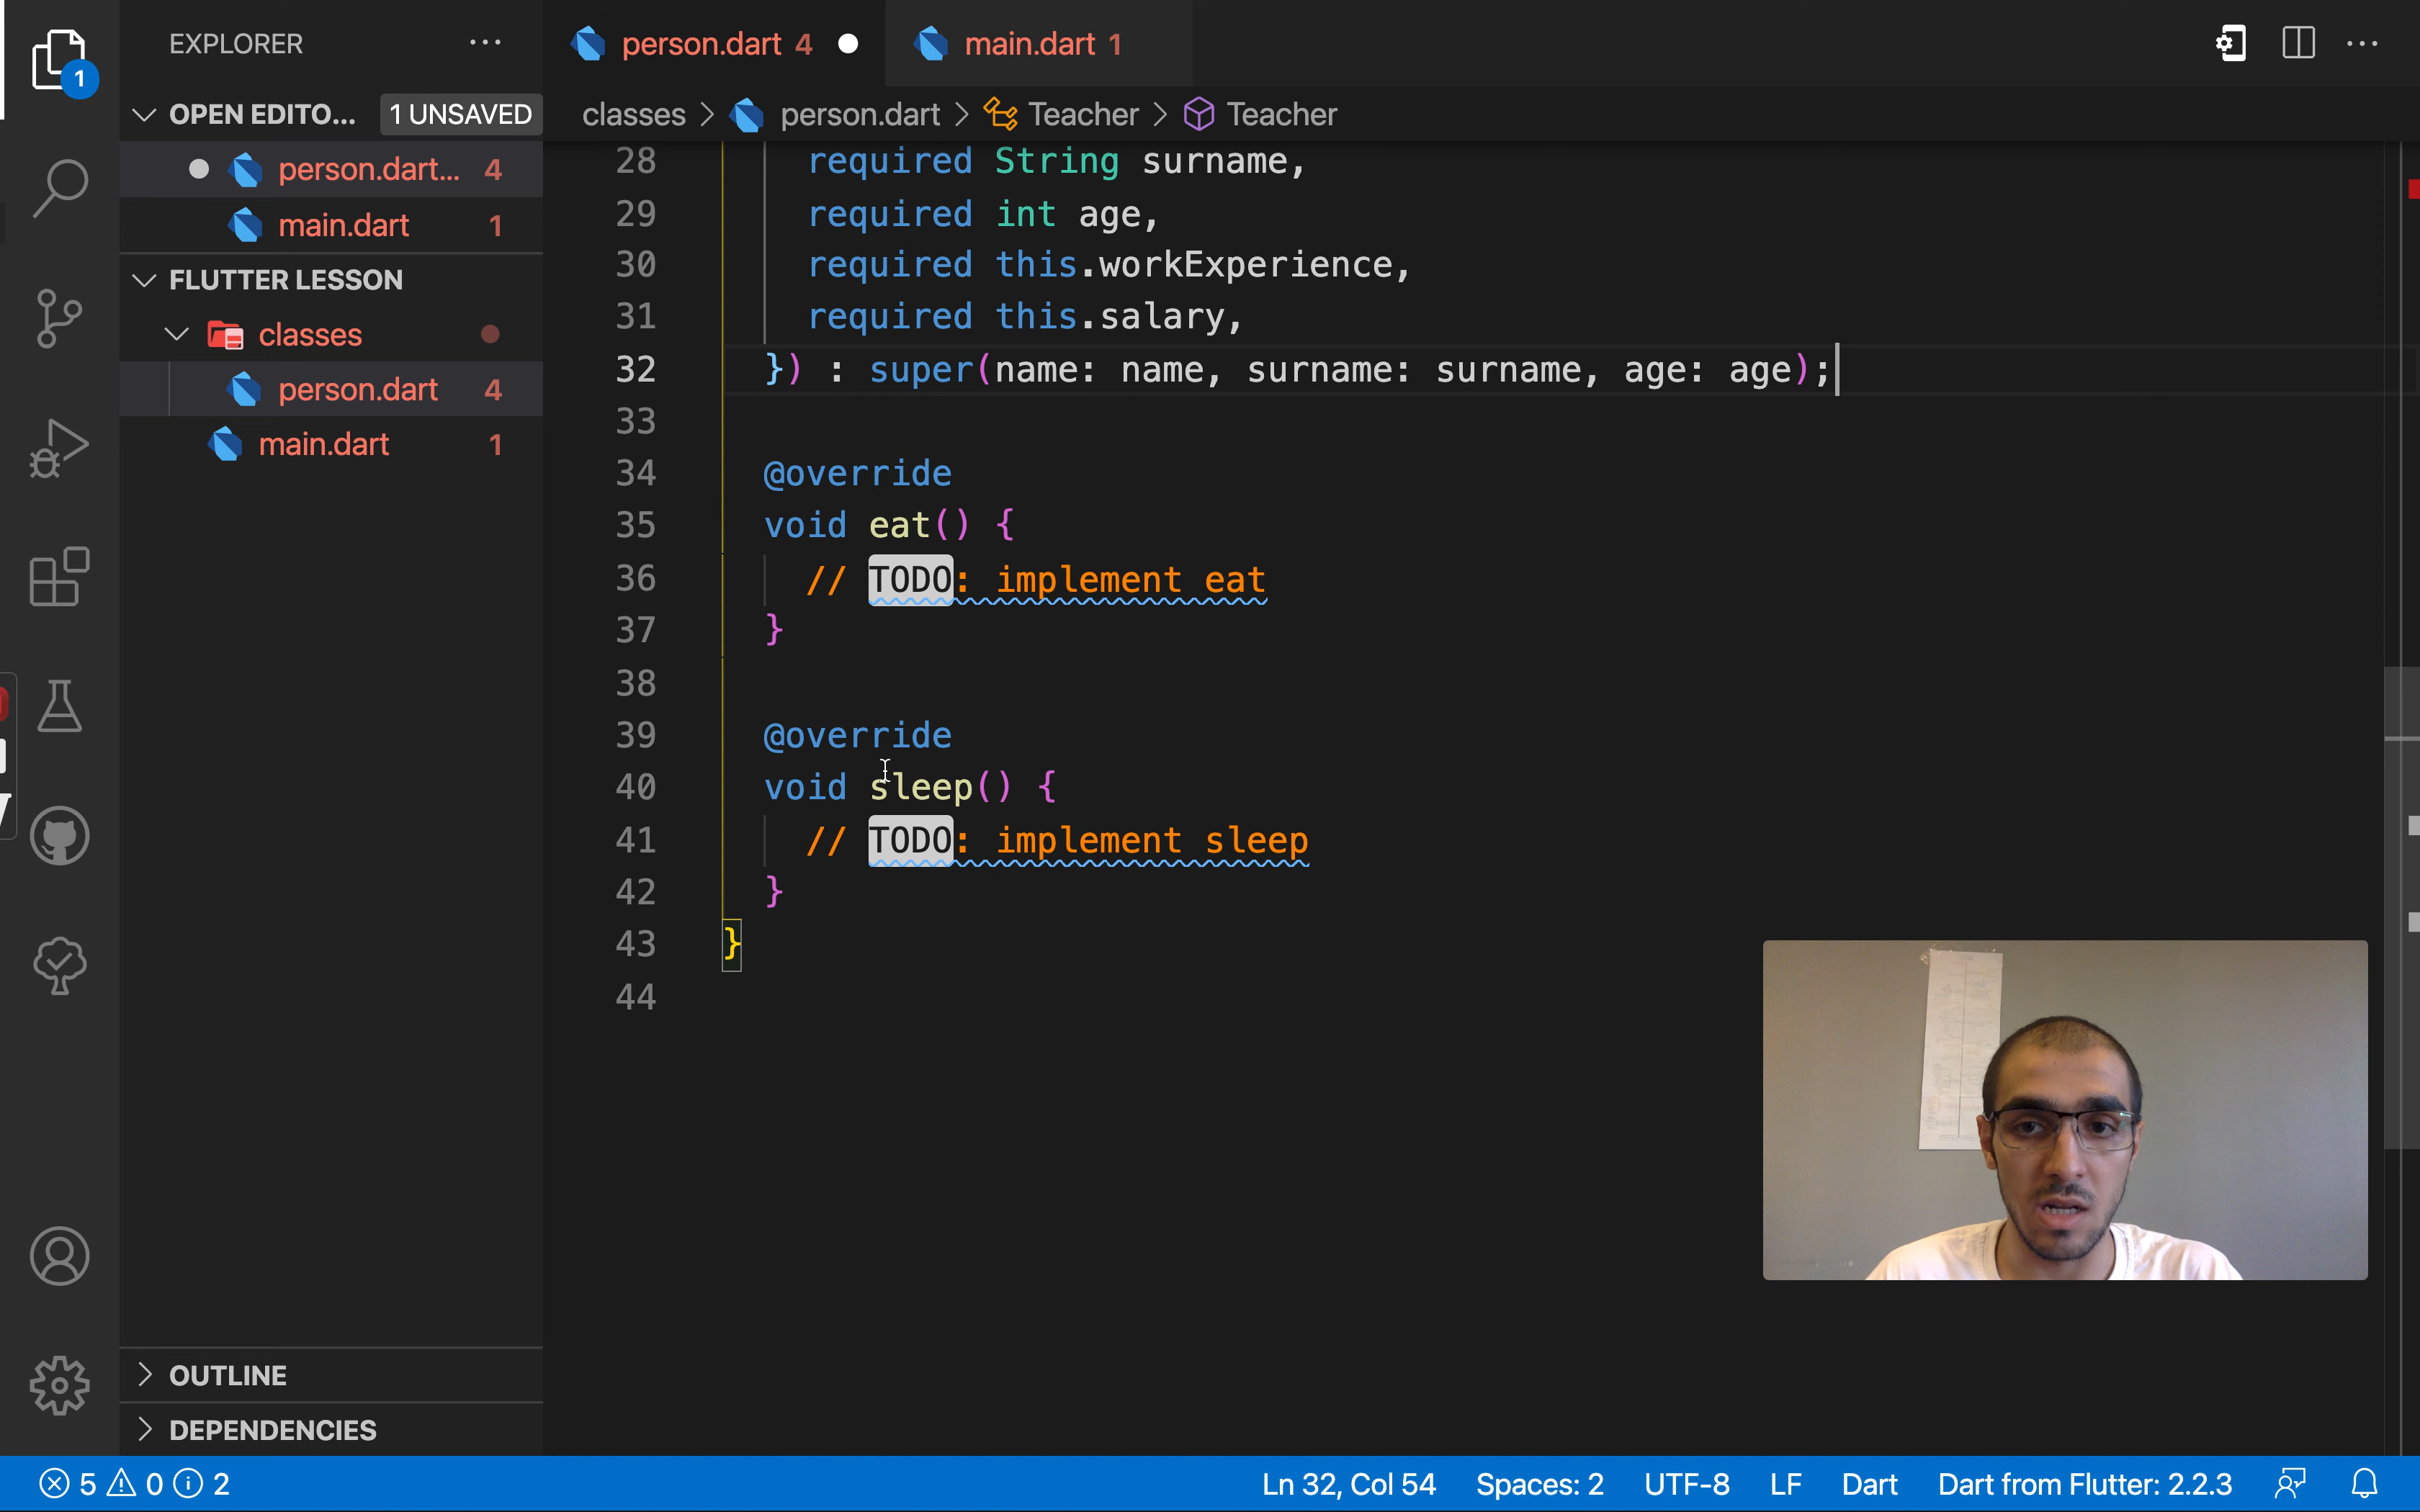 EXPLORER
person.dart 4
main.dart 1
1
OPEN EDITO...
1 UNSAVED
classes > person.dart > Teacher > Teacher
person.dart... 4
main.dart 1
FLUTTER LESSON
classes
person.dart 4
main.dart 1
28 required String surname,
29 required int age,
30 required this.workExperience,
31 required this.salary,
32 }) : super(name: name, surname: surname, age: age);
33
34 @override
35 void eat() {
36 // TODO: implement eat
37 }
38
39 @override
40 void sleep() {
41 // TODO: implement sleep
42 }
43 }
44
OUTLINE
DEPENDENCIES
5 0 2
Ln 32, Col 54
Spaces: 2
UTF-8
LF
Dart
Dart from Flutter: 2.2.3